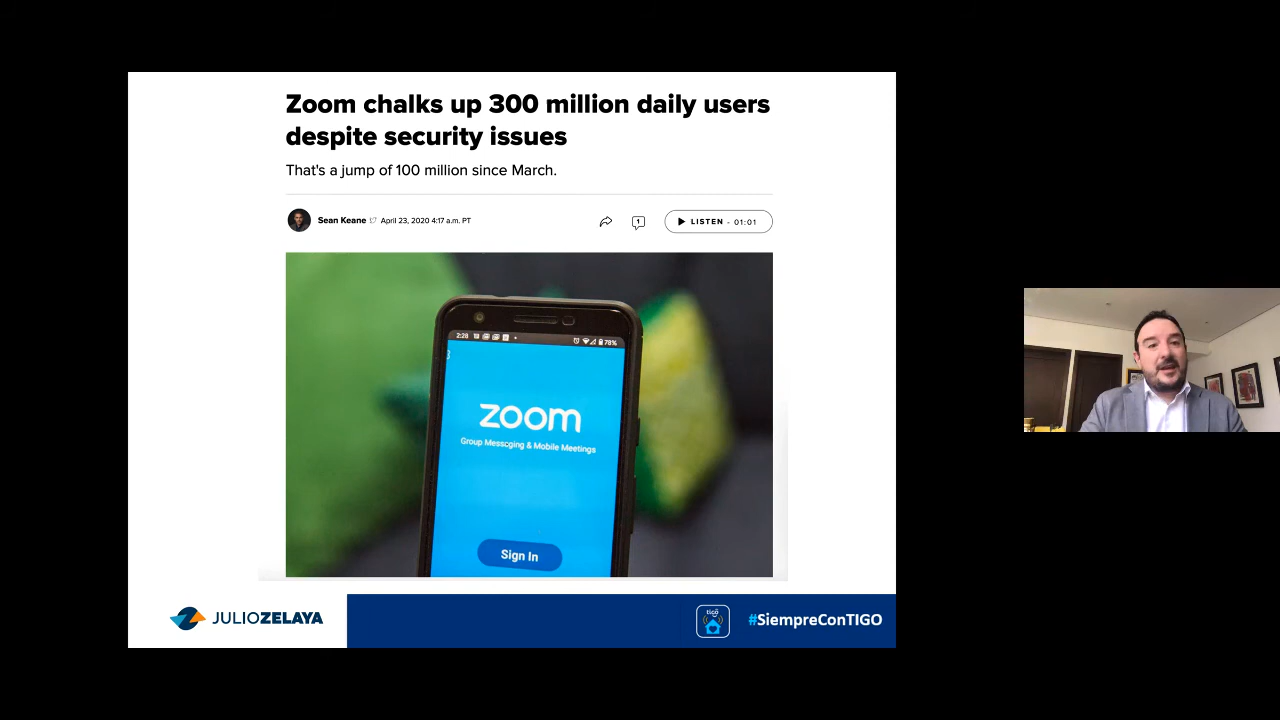 Zoom chalks up 300 million daily users
despite security issues
That's a jump of 100 million since March.
Sean Keane April 23, 2020 4:17 a.m. PT
1
LISTEN - 01:01
2:28
78%
zoom
Group Messaging & Mobile Meetings
Sign In
JULIOZELAYA
tigo
#SiempreConTIGO